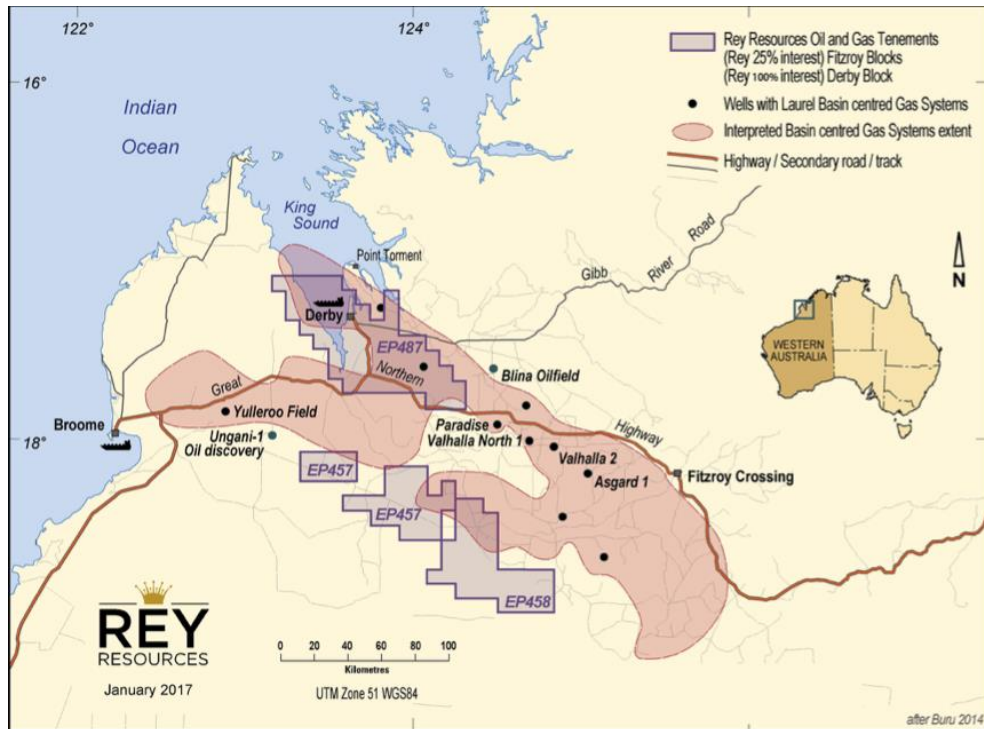 122°
124°
16°
18°
Rey Resources Oil and Gas Tenements
(Rey 25% interest) Fitzroy Blocks
(Rey 100% interest) Derby Block
Wells with Laurel Basin centred Gas Systems
Interpreted Basin centred Gas Systems extent
Highway / Secondary road / track
Indian
Ocean
King
Sound
Point Torment
Gibb
River
Road
N
WESTERN
AUSTRALIA
Derby
EP487
Northern
Great
Blina Oilfield
Yulleroo Field
Broome
Ungani-1
Oil discovery
Paradise
Valhalla North 1
Highway
Valhalla 2
Asgard 1
Fitzroy Crossing
EP457
EP457
EP458
REY
RESOURCES
January 2017
0 20 40 60 80 100
Kilometres
UTM Zone 51 WGS84
after Buru 2014